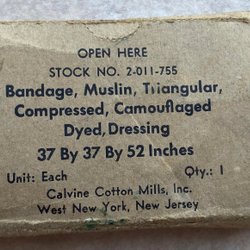 OPEN HERE
STOCK NO. 2-011-755
Bandage, Muslin, Triangular,
Compressed, Camouflaged
Dyed, Dressing
37 By 37 By 52 Inches
Unit: Each Qty.: 1
Calvine Cotton Mills, Inc.
West New York, New Jersey